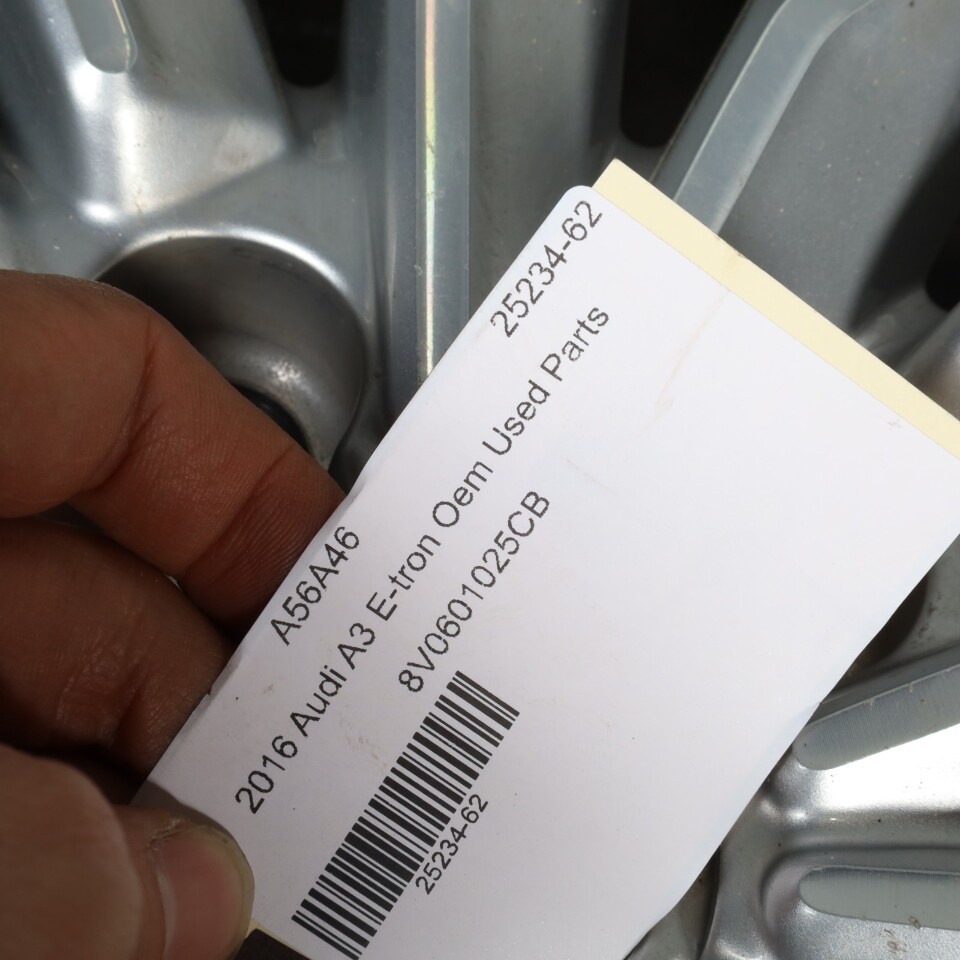 25234-62
A56A46
2016 Audi A3 E-tron Oem Used Parts
8V0601025CB
25234-62